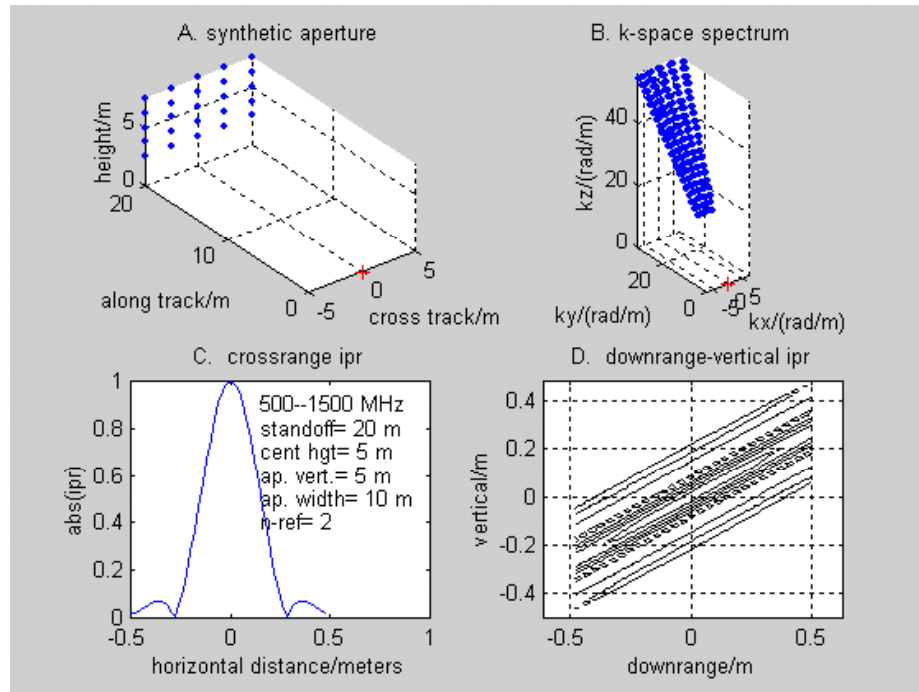 A. synthetic aperture
height/m
5
0
20
10
0
along track/m
-5
0
5
cross track/m
B. k-space spectrum
kz/(rad/m)
40
20
0
20
0
ky/(rad/m)
-5
0
5
kx/(rad/m)
C. crossrange ipr
abs(ipr)
1
0.8
0.6
0.4
0.2
0
500--1500 MHz
standoff= 20 m
cent hgt= 5 m
ap. vert.= 5 m
ap. width= 10 m
n-ref= 2
-0.5 0 0.5 1
horizontal distance/meters
D. downrange-vertical ipr
vertical/m
0.4
0.2
0
-0.2
-0.4
-0.5 0 0.5
downrange/m